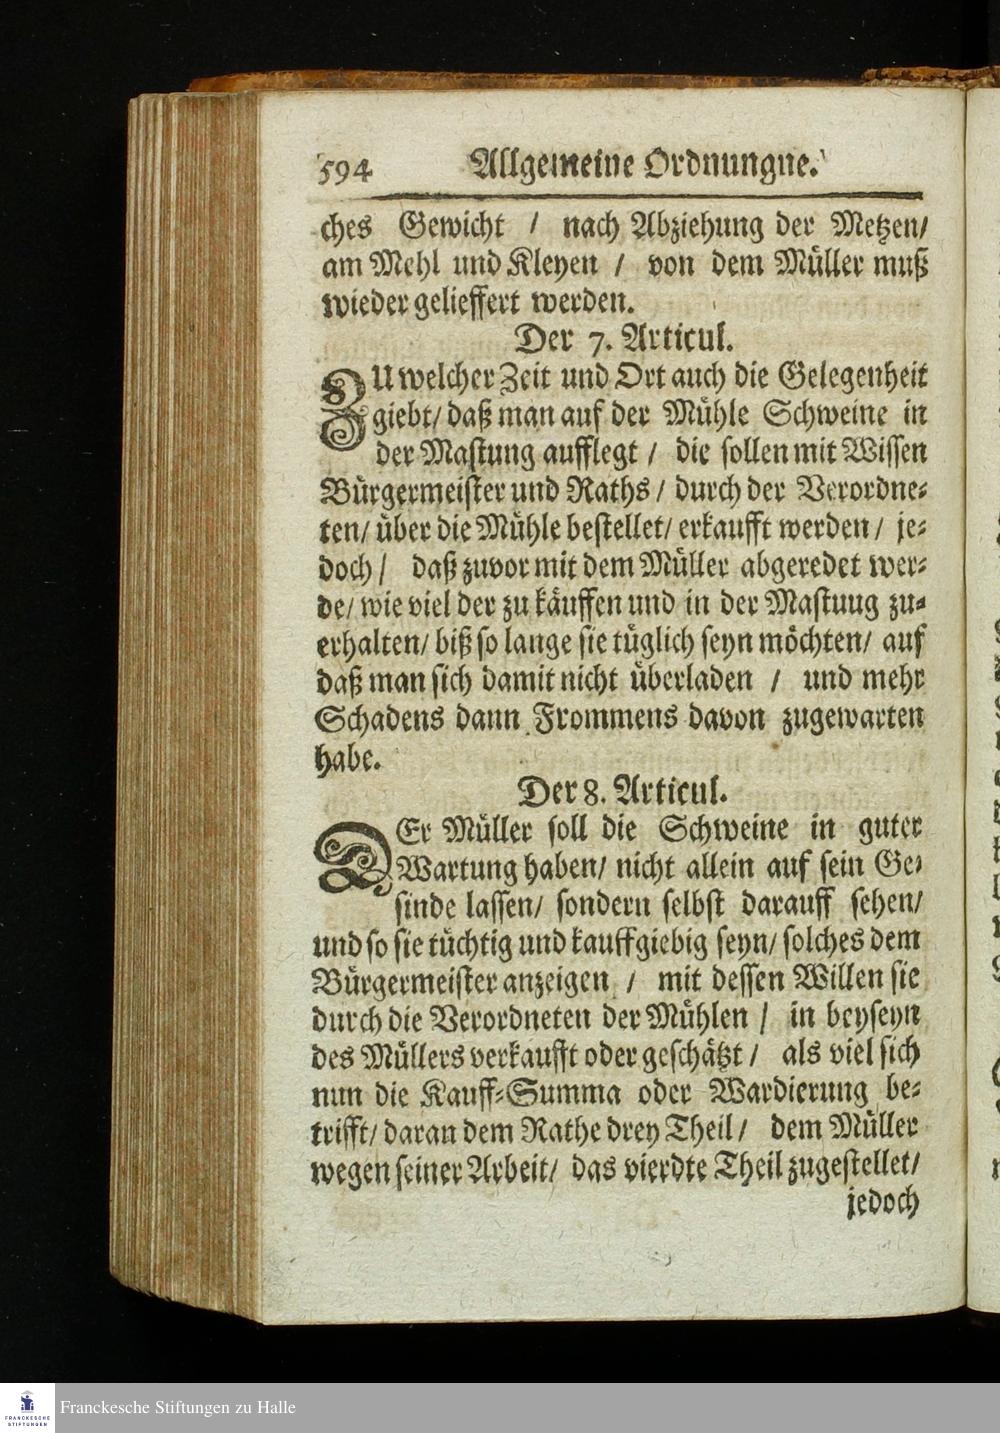 594 Allgemeine Ordnungne.
ches Gewicht / nach Abziehung der Metzen/
am Mehl und Kleyen / von dem Müller muß
wieder gelieffert werden.
Der 7. Articul.
ZU welcher Zeit und Ort auch die Gelegenheit
giebt/ daß man auf der Mühle Schweine in
der Mastung aufflegt / die sollen mit Wissen
Bürgermeister und Raths / durch der Verordne-
ten/ über die Mühle bestellet/ erkaufft werden / je-
doch / daß zuvor mit dem Müller abgeredet wer-
de/ wie viel der zu käuffen und in der Mastuug zu-
erhalten/ biß so lange sie tüglich seyn möchten/ auf
daß man sich damit nicht überladen / und mehr
Schadens dann Frommens davon zugewarten
habe.
Der 8. Articul.
DEr Müller soll die Schweine in guter
Wartung haben/ nicht allein auf sein Ge-
sinde lassen/ sondern selbst darauff sehen/
und so sie tüchtig und kauffgiebig seyn/ solches dem
Bürgermeister anzeigen / mit dessen Willen sie
durch die Verordneten der Mühlen / in beyseyn
des Müllers verkaufft oder geschätzt / als viel sich
nun die Kauff-Summa oder Wardierung be-
trifft/ daran dem Rathe drey Theil / dem Müller
wegen seiner Arbeit/ das vierdte Theil zugestellet/
jedoch
FRANCKESCHE
STIFTUNGEN
Franckesche Stiftungen zu Halle